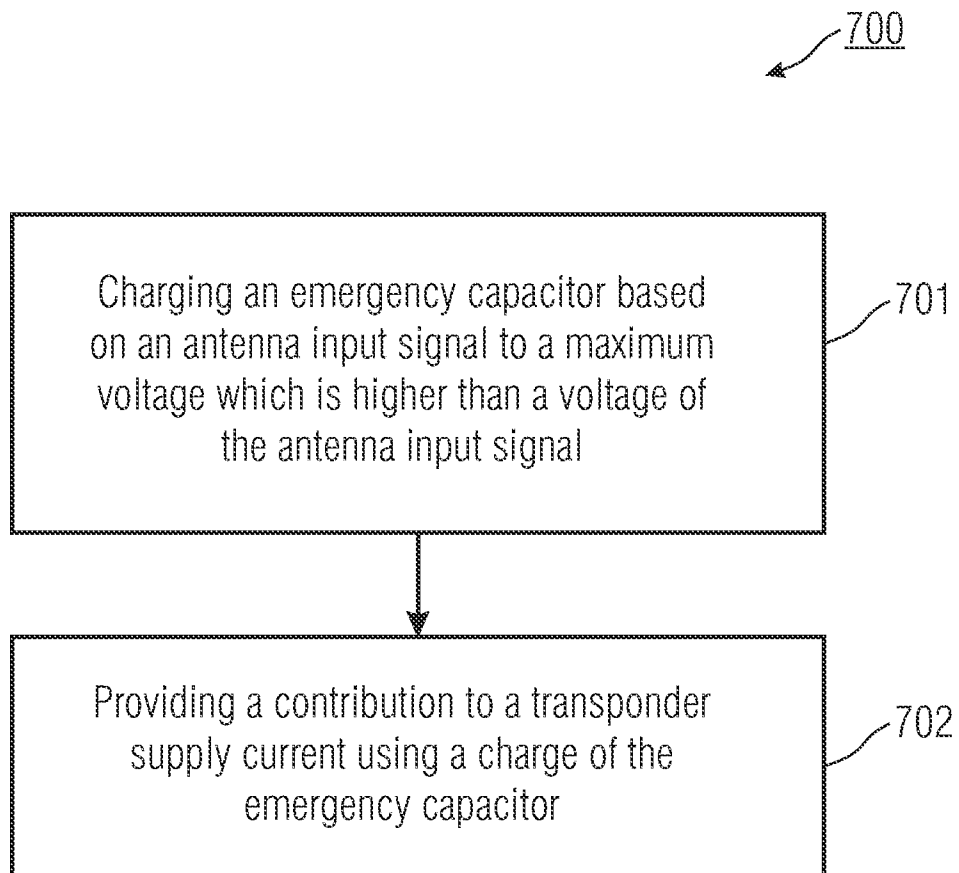 700
Charging an emergency capacitor based
on an antenna input signal to a maximum
voltage which is higher than a voltage of
the antenna input signal
701
Providing a contribution to a transponder
supply current using a charge of the
emergency capacitor
702